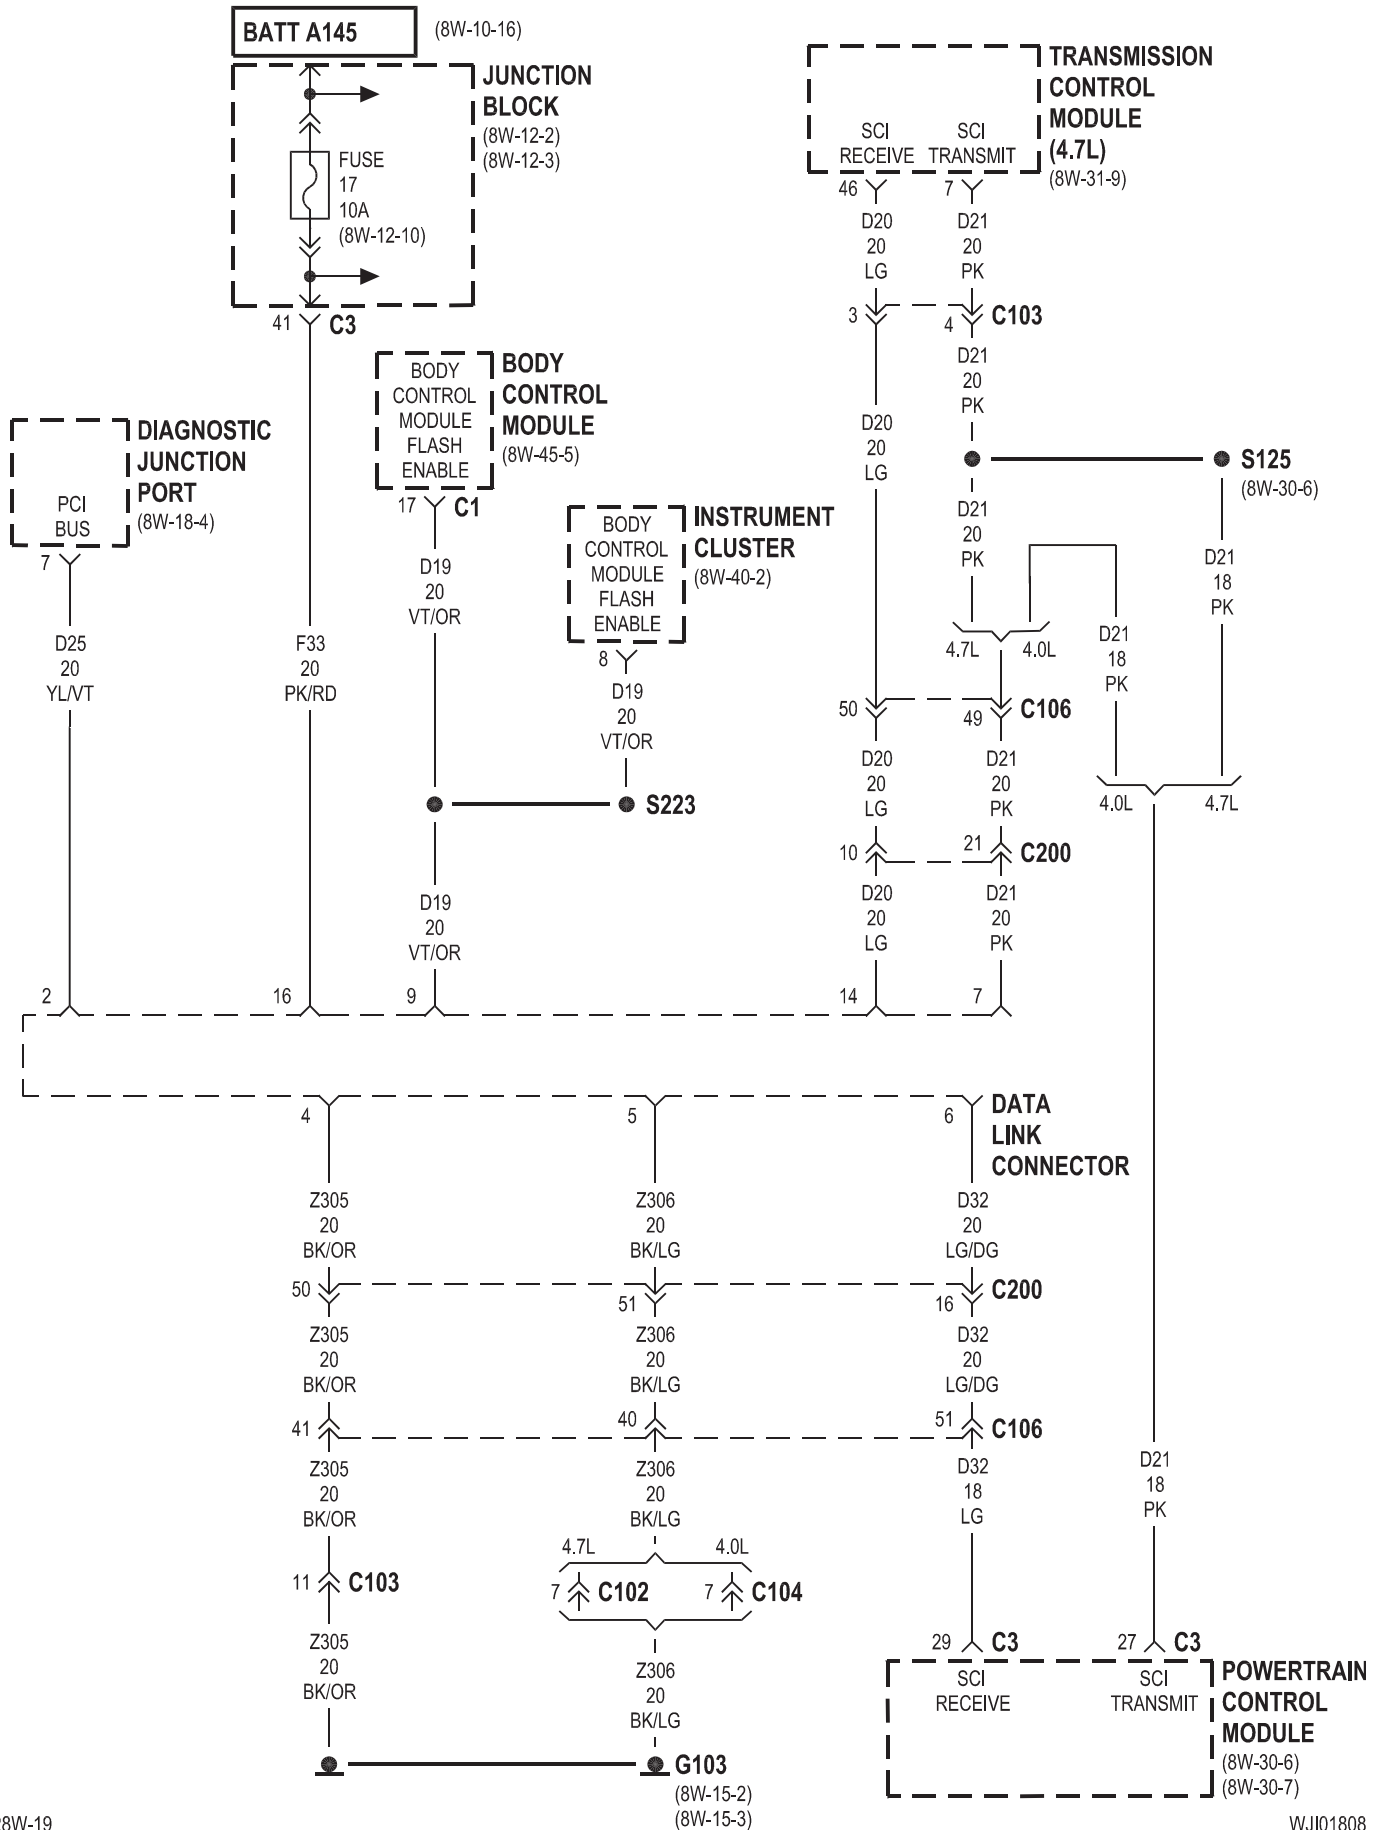 BATT A145
(8W-10-16)
JUNCTION
BLOCK
(8W-12-2)
(8W-12-3)
FUSE
17
10A
(8W-12-10)
41
C3
TRANSMISSION
CONTROL
MODULE
(4.7L)
(8W-31-9)
SCI
RECEIVE
SCI
TRANSMIT
46
7
D20
20
LG
D21
20
PK
3
4
C103
D21
20
PK
D20
20
LG
BODY
CONTROL
MODULE
FLASH
ENABLE
BODY
CONTROL
MODULE
(8W-45-5)
17
C1
DIAGNOSTIC
JUNCTION
PORT
(8W-18-4)
PCI
BUS
7
S125
(8W-30-6)
BODY
CONTROL
MODULE
FLASH
ENABLE
INSTRUMENT
CLUSTER
(8W-40-2)
8
D19
20
VT/OR
D21
20
PK
D21
18
PK
D25
20
YL/VT
F33
20
PK/RD
4.7L
4.0L
D21
18
PK
D19
20
VT/OR
50
49
C106
S223
D20
20
LG
D21
20
PK
4.0L
4.7L
10
21
C200
D19
20
VT/OR
D20
20
LG
D21
20
PK
2
16
9
14
7
4
5
6
DATA
LINK
CONNECTOR
Z305
20
BK/OR
Z306
20
BK/LG
D32
20
LG/DG
50
51
16
C200
Z305
20
BK/OR
Z306
20
BK/LG
D32
20
LG/DG
41
40
51
C106
Z305
20
BK/OR
Z306
20
BK/LG
D32
18
LG
D21
18
PK
4.7L
4.0L
11
C103
7
C102
7
C104
Z305
20
BK/OR
Z306
20
BK/LG
29
C3
27
C3
SCI
RECEIVE
SCI
TRANSMIT
POWERTRAIN
CONTROL
MODULE
(8W-30-6)
(8W-30-7)
G103
(8W-15-2)
(8W-15-3)
28W-19
WJI01808